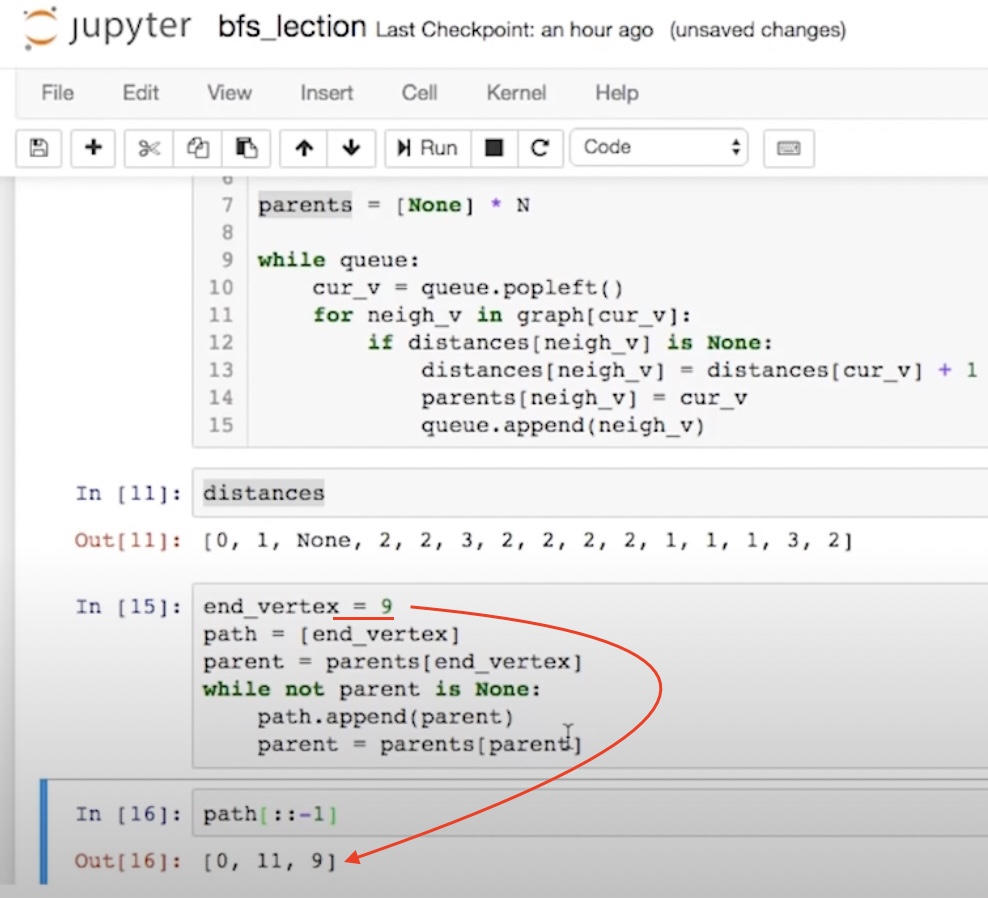 jupyter bfs_lection Last Checkpoint: an hour ago (unsaved changes)
File Edit View Insert Cell Kernel Help
Run Code
6
7 parents = [None] * N
8
9 while queue:
10 cur_v = queue.popleft()
11 for neigh_v in graph[cur_v]:
12 if distances[neigh_v] is None:
13 distances[neigh_v] = distances[cur_v] + 1
14 parents[neigh_v] = cur_v
15 queue.append(neigh_v)
In [11]: distances
Out[11]: [0, 1, None, 2, 2, 3, 2, 2, 2, 2, 1, 1, 1, 3, 2]
In [15]: end_vertex = 9
path = [end_vertex]
parent = parents[end_vertex]
while not parent is None:
path.append(parent)
parent = parents[parent]
In [16]: path[::-1]
Out[16]: [0, 11, 9]